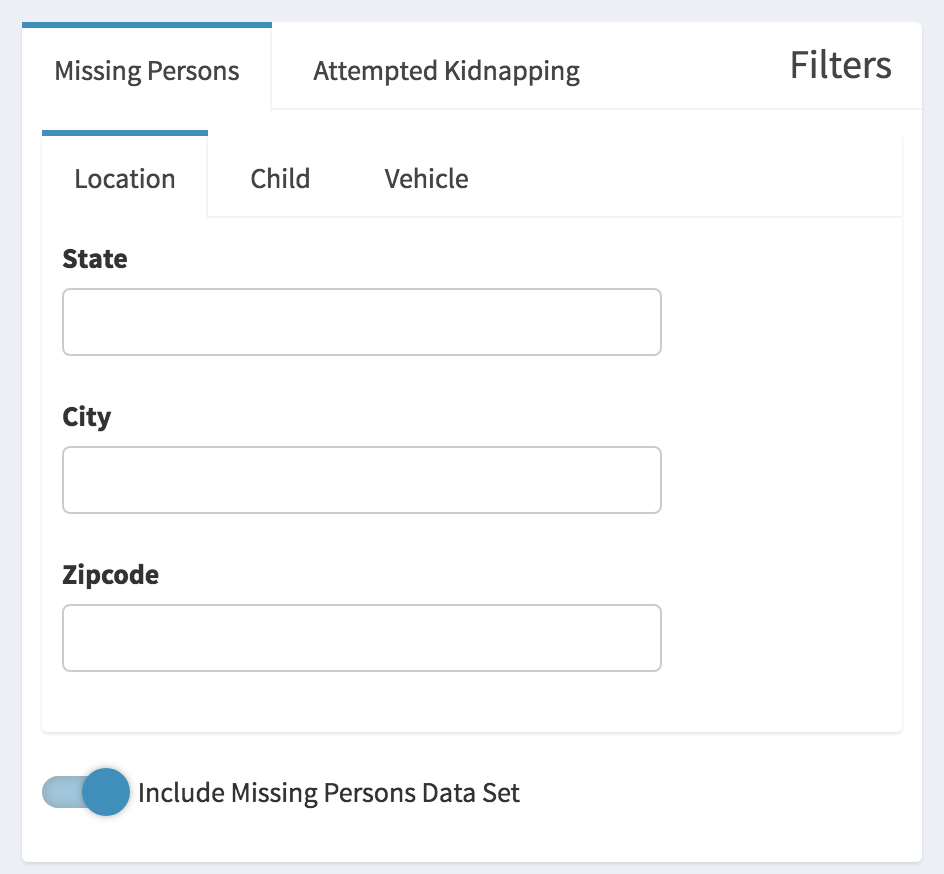 Missing Persons Attempted Kidnapping Filters
Location Child Vehicle
State
City
Zipcode
Include Missing Persons Data Set